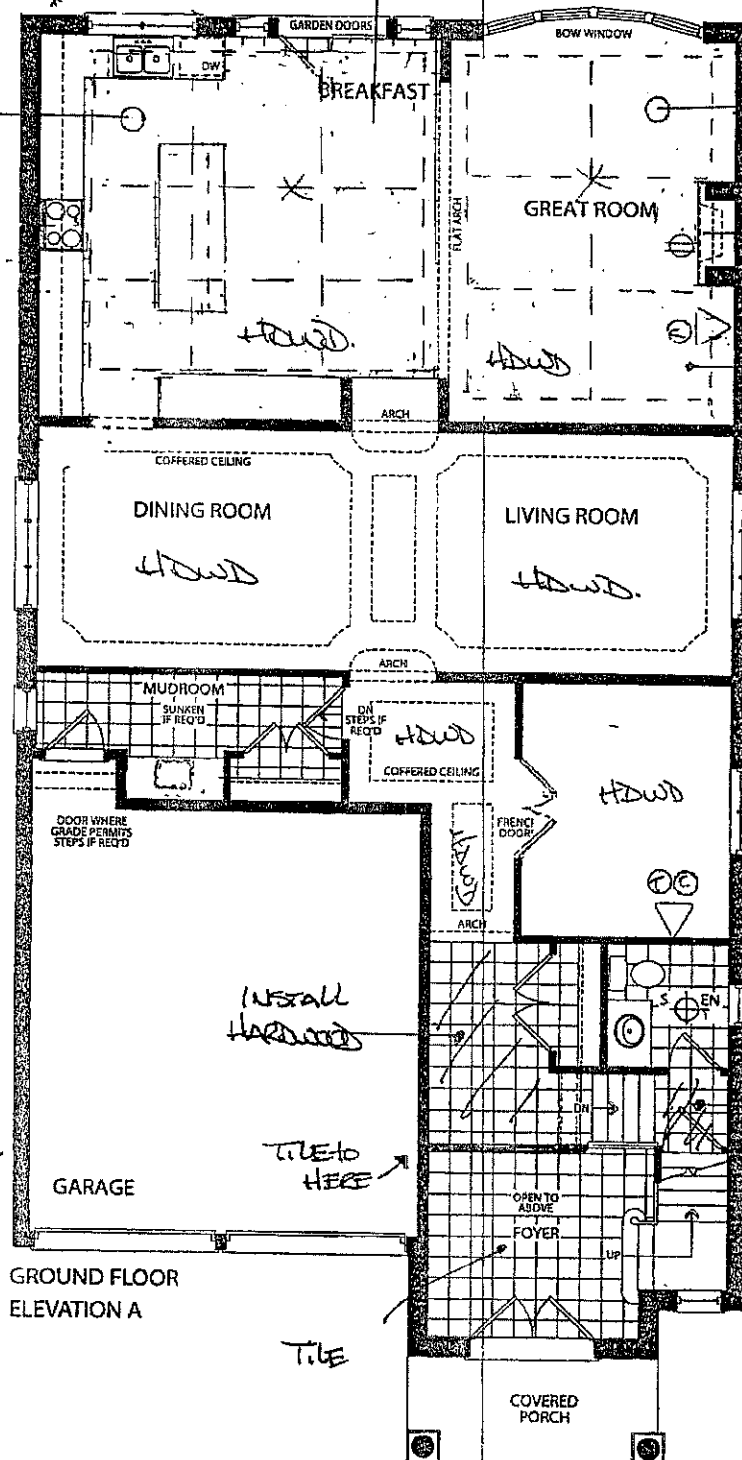 GARDEN DOORS
BOW WINDOW
DW
BREAKFAST
GREAT ROOM
FLAT ARCH
HDWD.
HDWD
ARCH
COFFERED CEILING
DINING ROOM
LIVING ROOM
HDWD
HDWD.
ARCH
MUDROOM
SUNKEN
IF REQ'D
DN
STEPS IF
REQ'D
HDWD
COFFERED CEILING
HDWD
DOOR WHERE
GRADE PERMITS
STEPS IF REQ'D
HDWD
FRENC
DOOR
T C
ARCH
INSTALL
HARDWOOD
S
EN
T
DN
TILE TO
HERE
GARAGE
OPEN TO
ABOVE
FOYER
UP
GROUND FLOOR
ELEVATION A
TILE
COVERED
PORCH